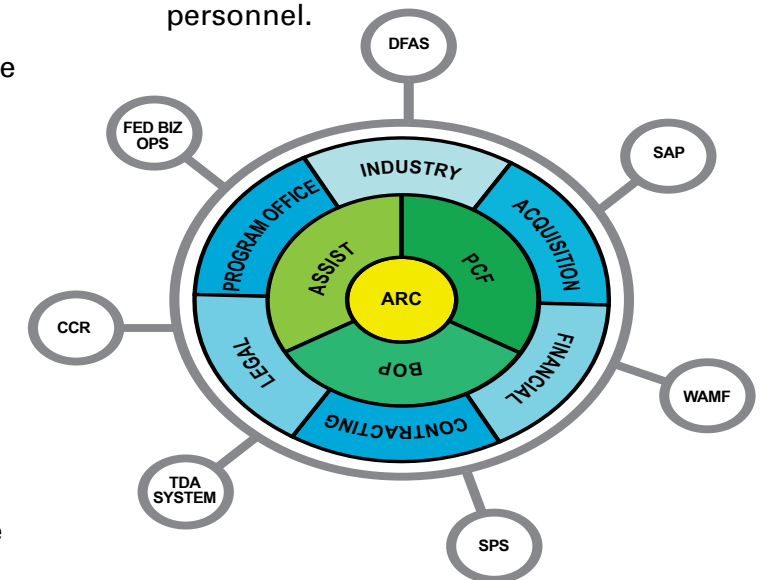 personnel.
e
DFAS
FED BIZ
OPS
SAP
INDUSTRY
PROGRAM OFFICE
ACQUISITION
ASSIST
PCF
ARC
CCR
BOP
LEGAL
FINANCIAL
CONTRACTING
WAMF
TDA
SYSTEM
e
SPS